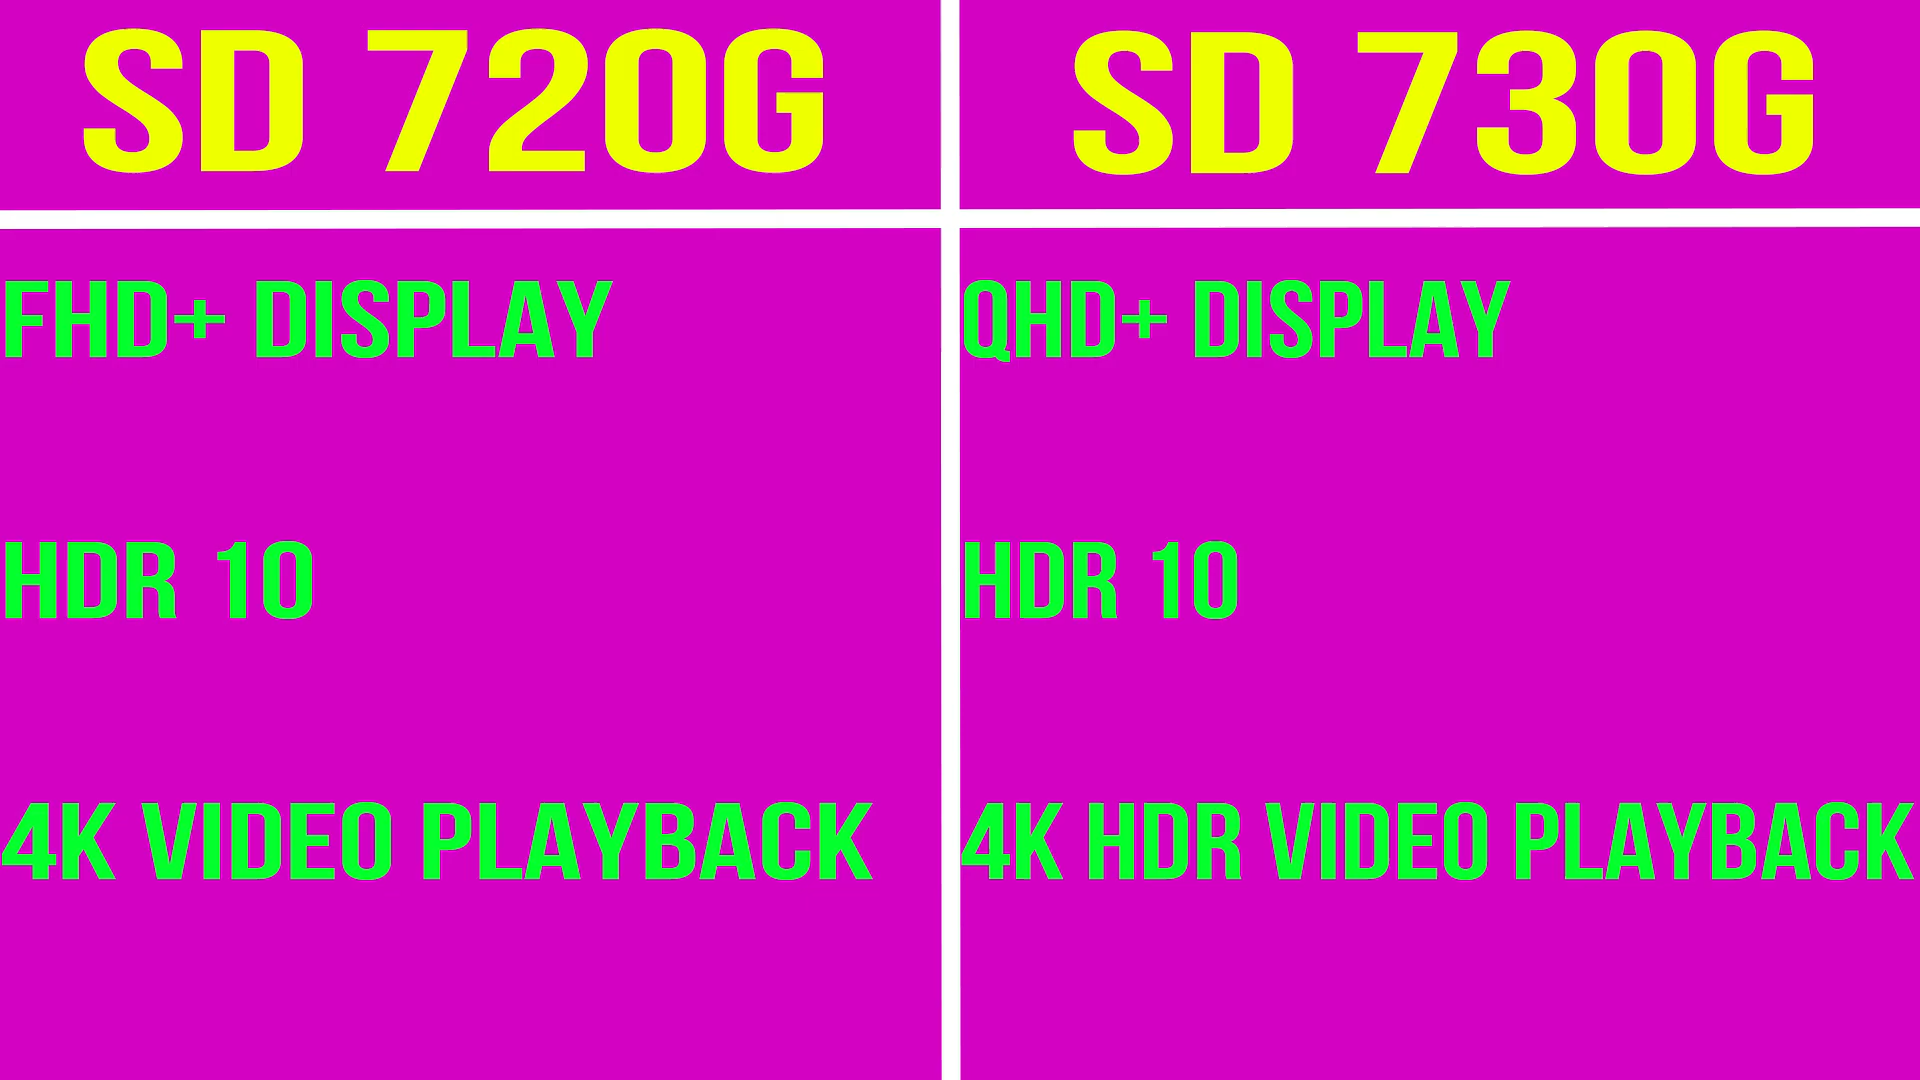 SD 720G
SD 730G
FHD+ DISPLAY
QHD+ DISPLAY
HDR 10
HDR 10
4K VIDEO PLAYBACK
4K HDR VIDEO PLAYBACK